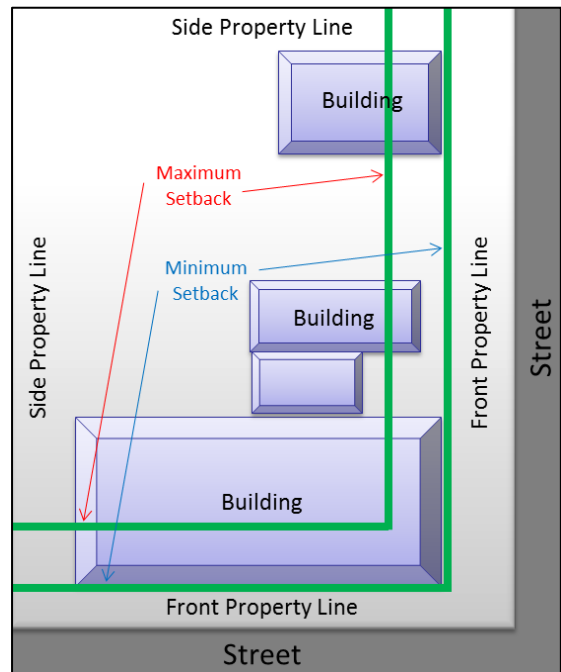 Side Property Line
Building
Maximum
Setback
Side Property Line
Minimum
Setback
Front Property Line
Street
Building
Building
Front Property Line
Street